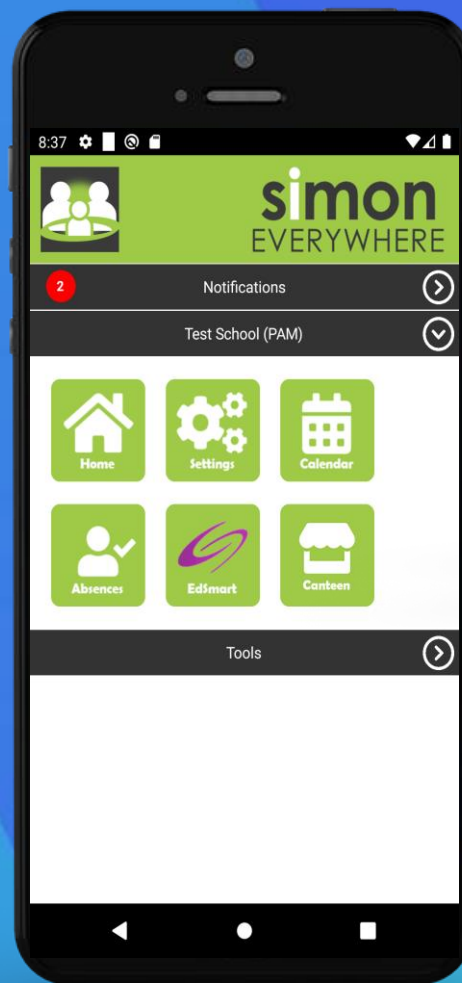 8:37
simon
EVERYWHERE
2
Notifications
Test School (PAM)
Home
Settings
Calendar
Absences
EdSmart
Canteen
Tools